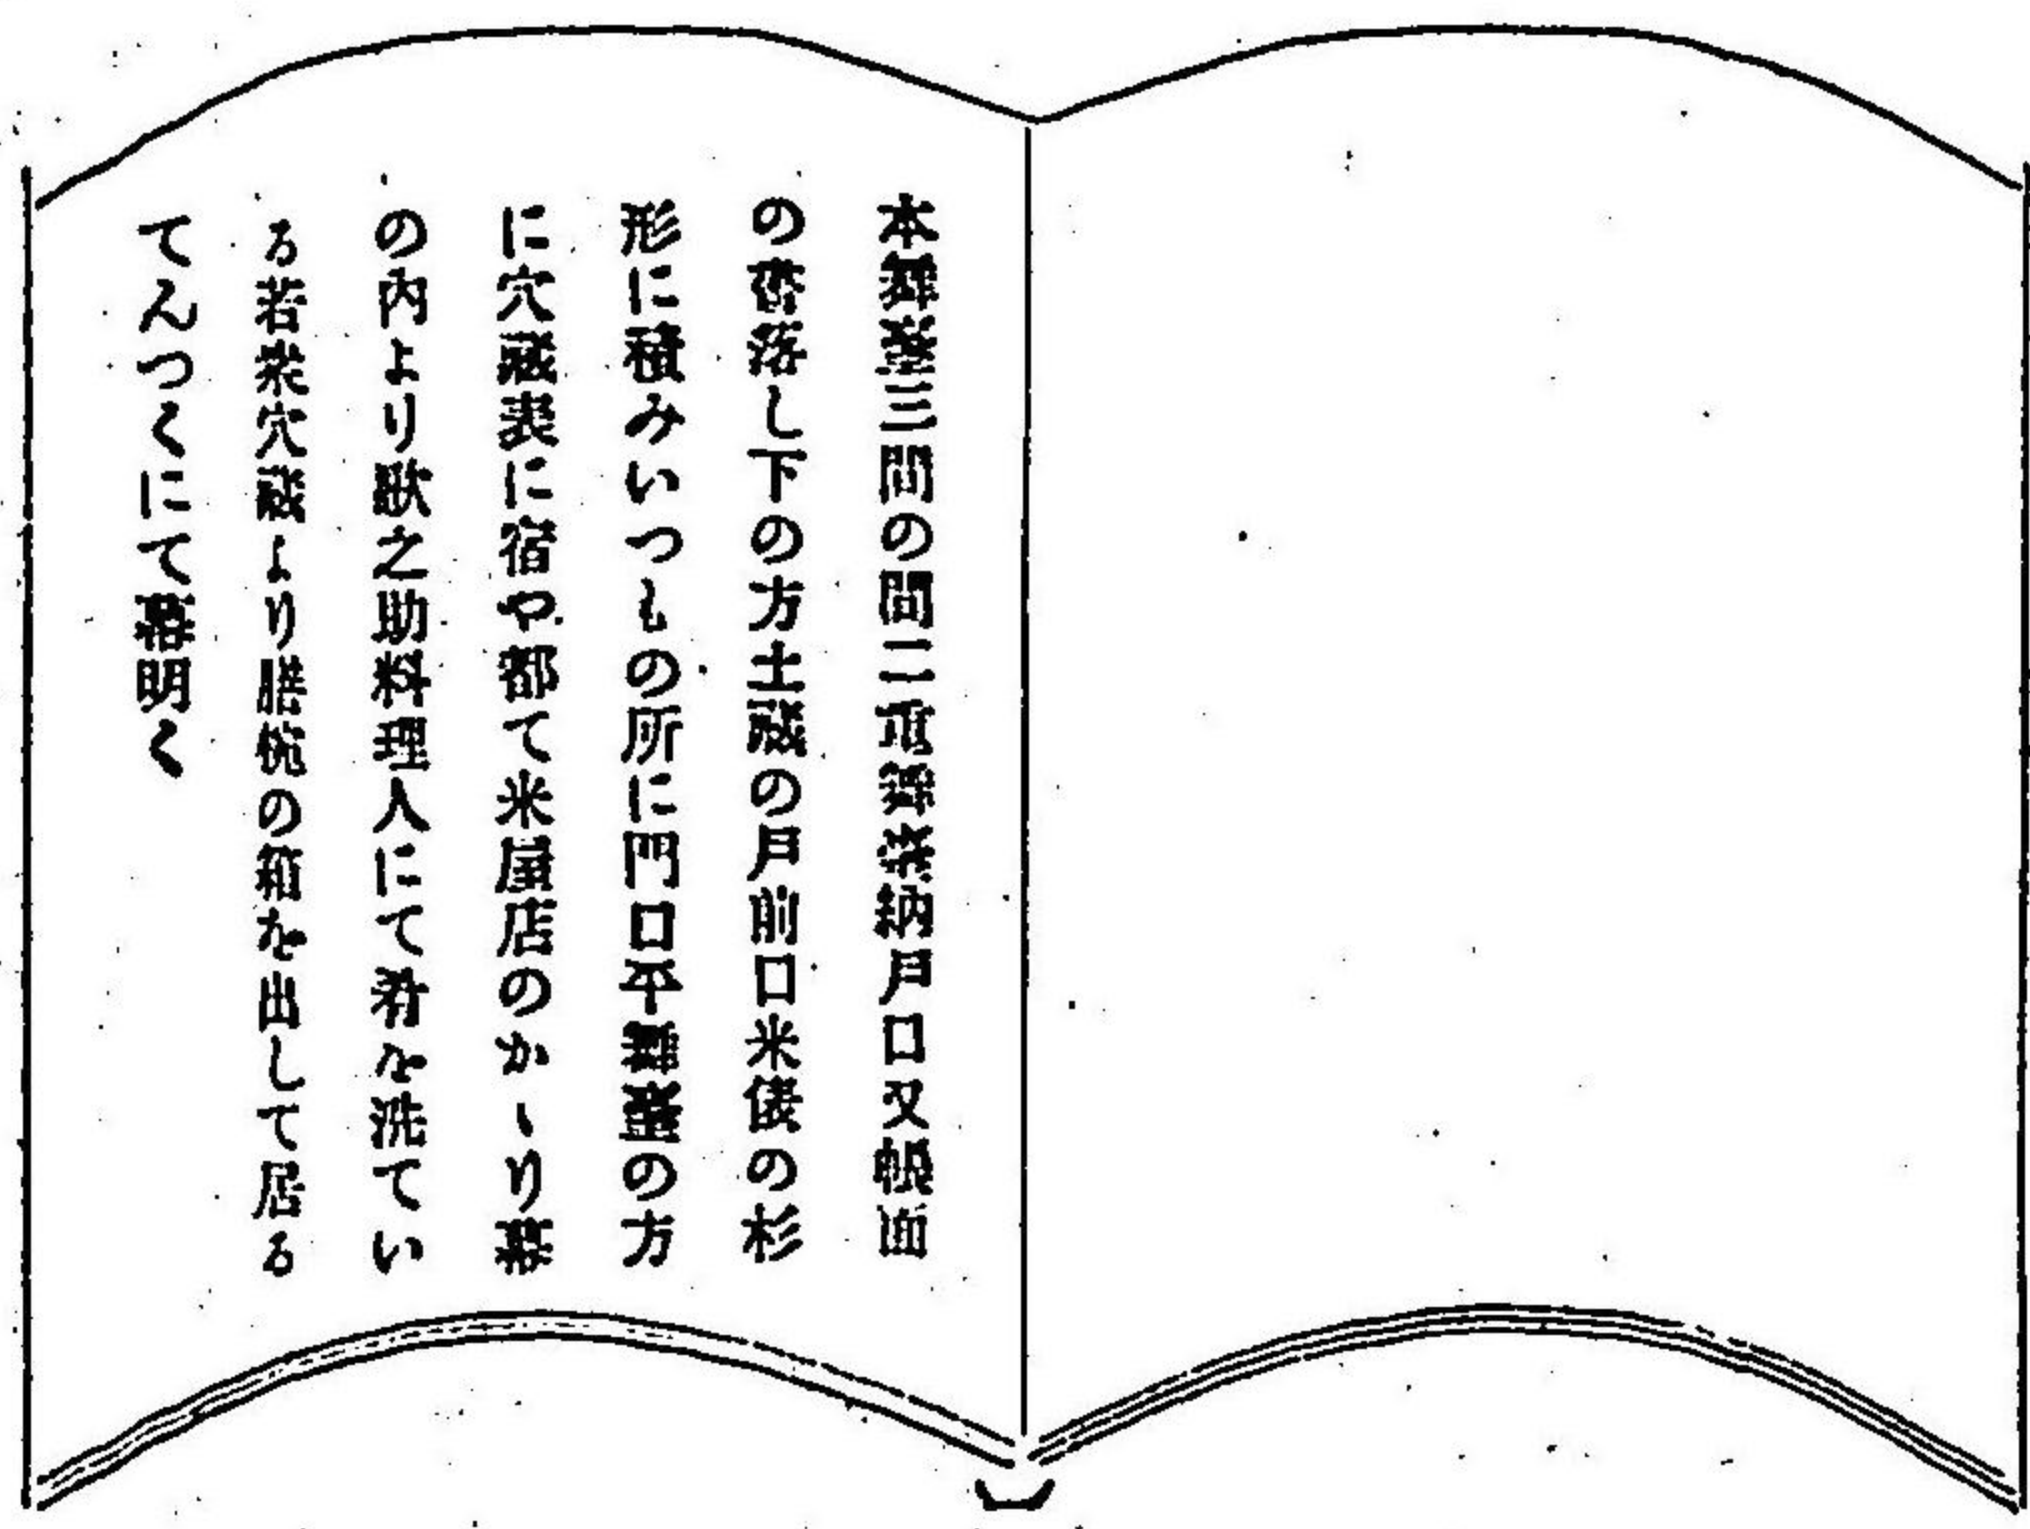 本舞臺三間の間二重舞臺納戸口又帳面
の書落し下の方土藏の戸前口米俵の杉
形に積みいつもの所に門口平舞臺の方
に穴藏表に宿や都て米屋店のかゝり幕
の内より歌之助料理人にて肴を洗てい
る若衆穴藏より膳椀の箱を出して居る
てんつくにて幕明く